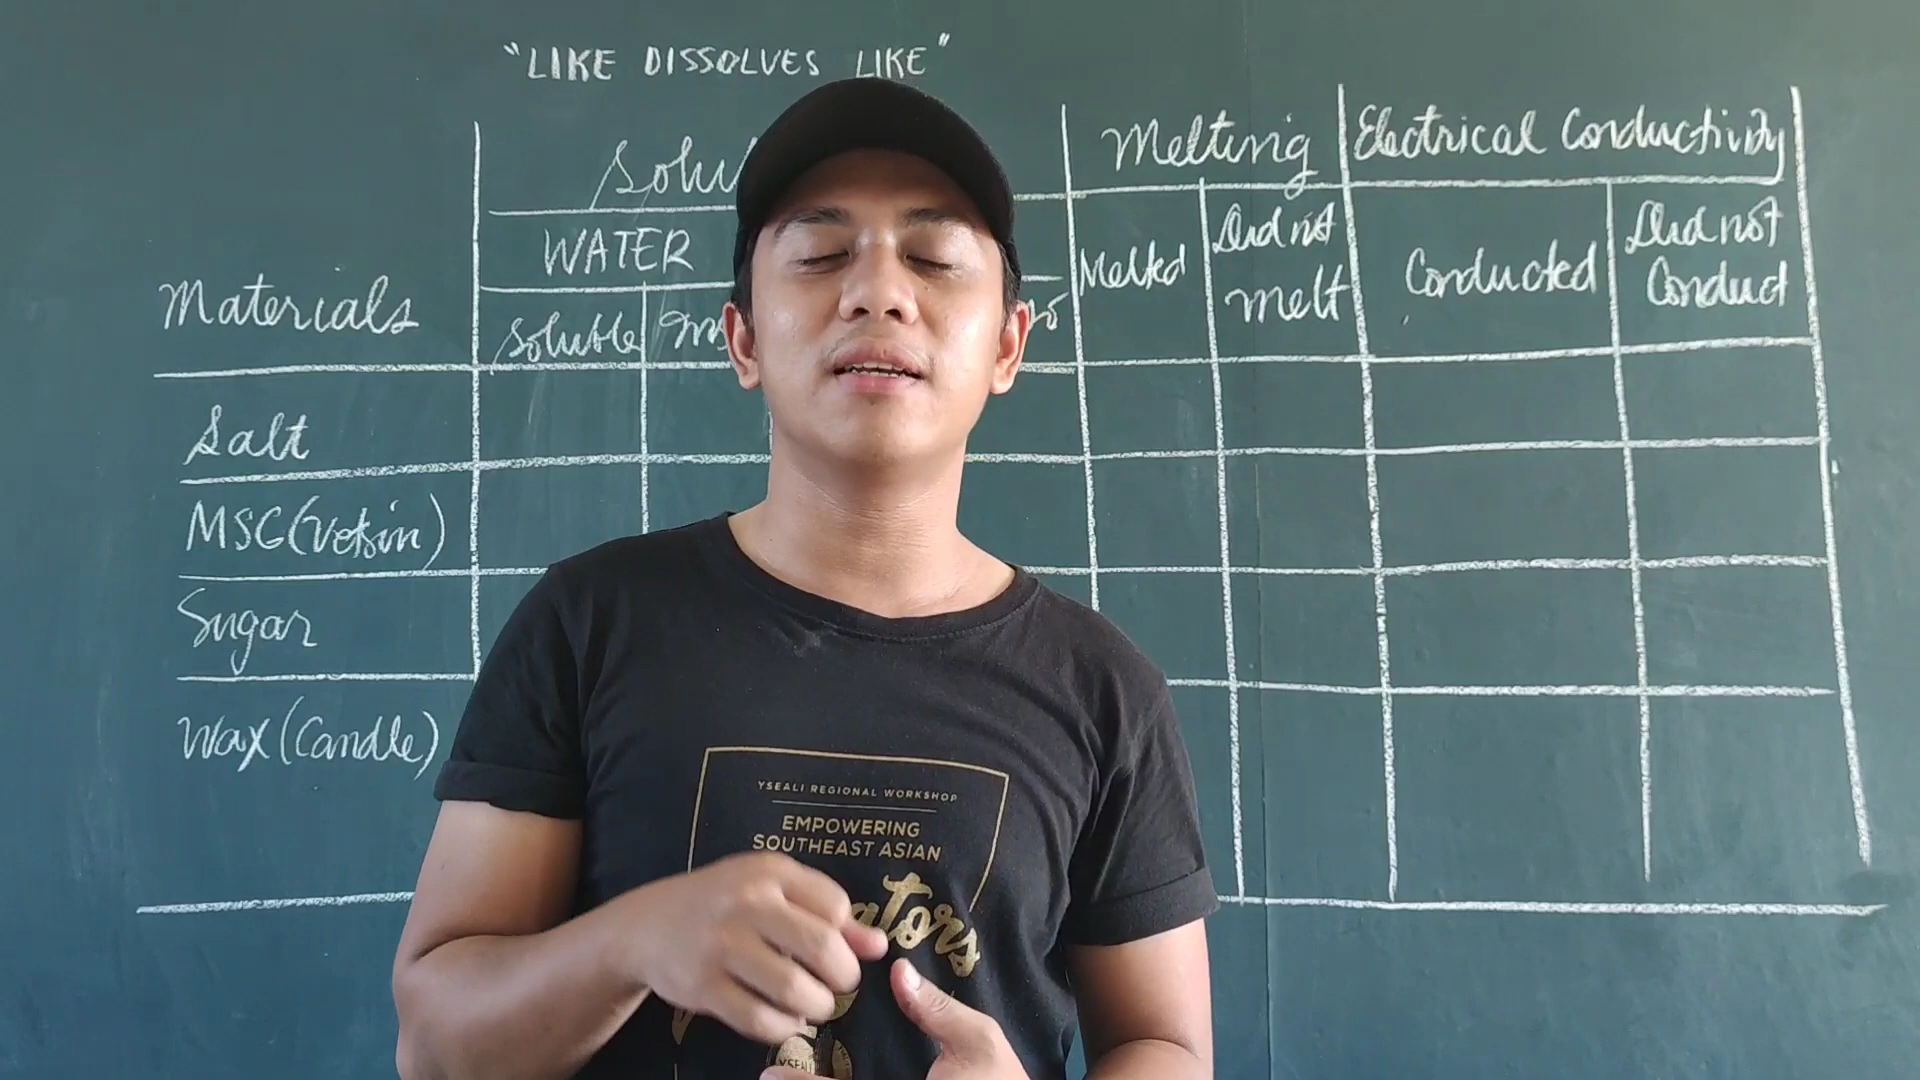 "LIKE DISSOLVES LIKE"
Melting
Electrical Conductivity
WATER
Materials
Soluble
Melted
Did not
melt
Conducted
Did not
Conduct
Salt
MSG (Vetsin)
Sugar
Wax (Candle)
YSEALI REGIONAL WORKSHOP
EMPOWERING
SOUTHEAST ASIAN
YSEALI